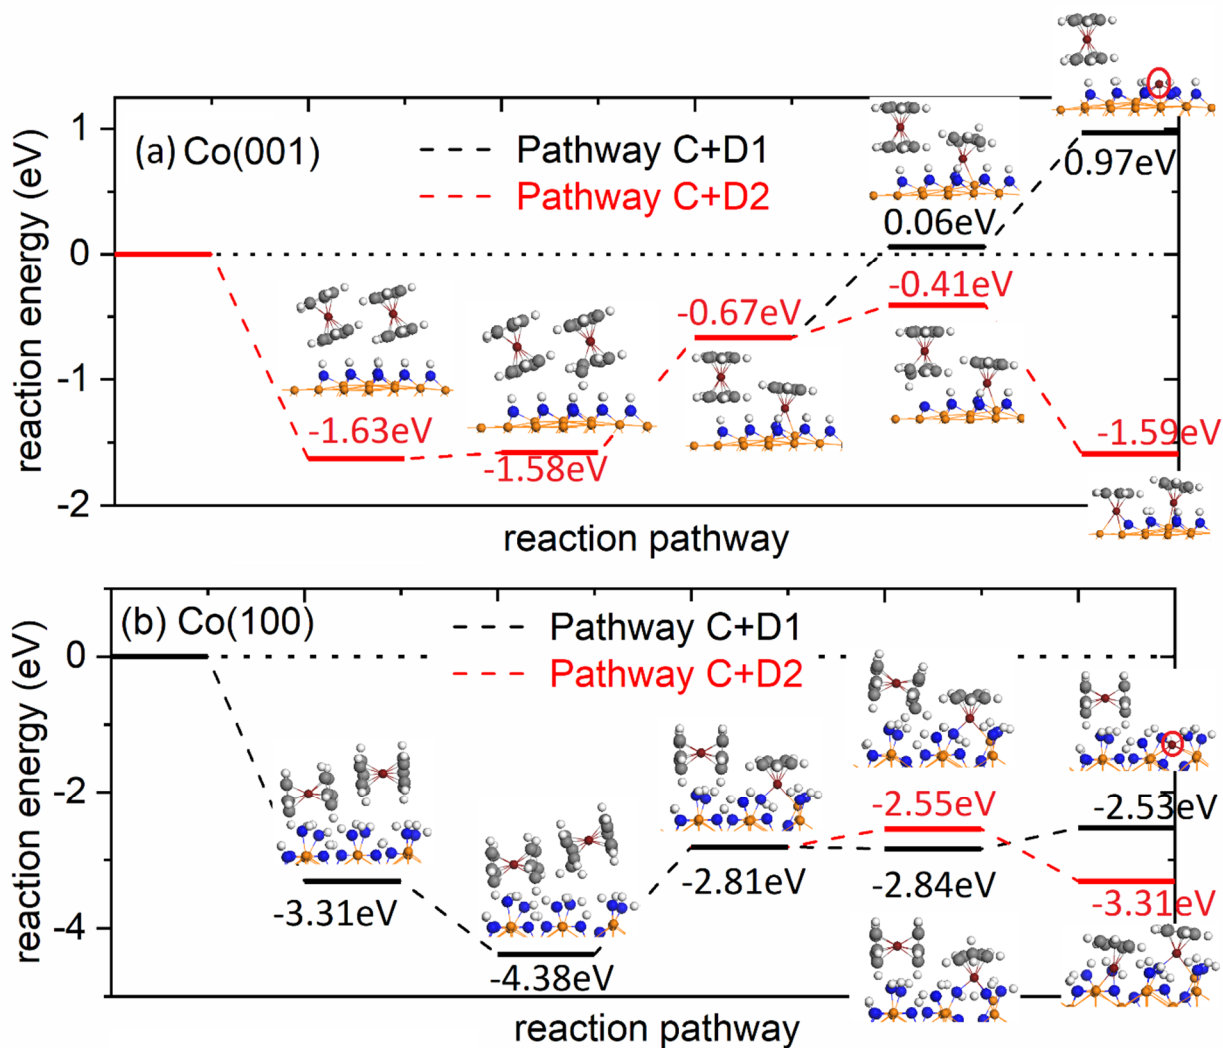 (a) Co(001)
Pathway C+D1
Pathway C+D2
reaction energy (eV)
1
0
-1
-2
-1.63eV
-1.58eV
-0.67eV
0.06eV
-0.41eV
0.97eV
-1.59eV
reaction pathway
(b) Co(100)
Pathway C+D1
Pathway C+D2
reaction energy (eV)
0
-2
-4
-3.31eV
-4.38eV
-2.81eV
-2.55eV
-2.84eV
-2.53eV
-3.31eV
reaction pathway